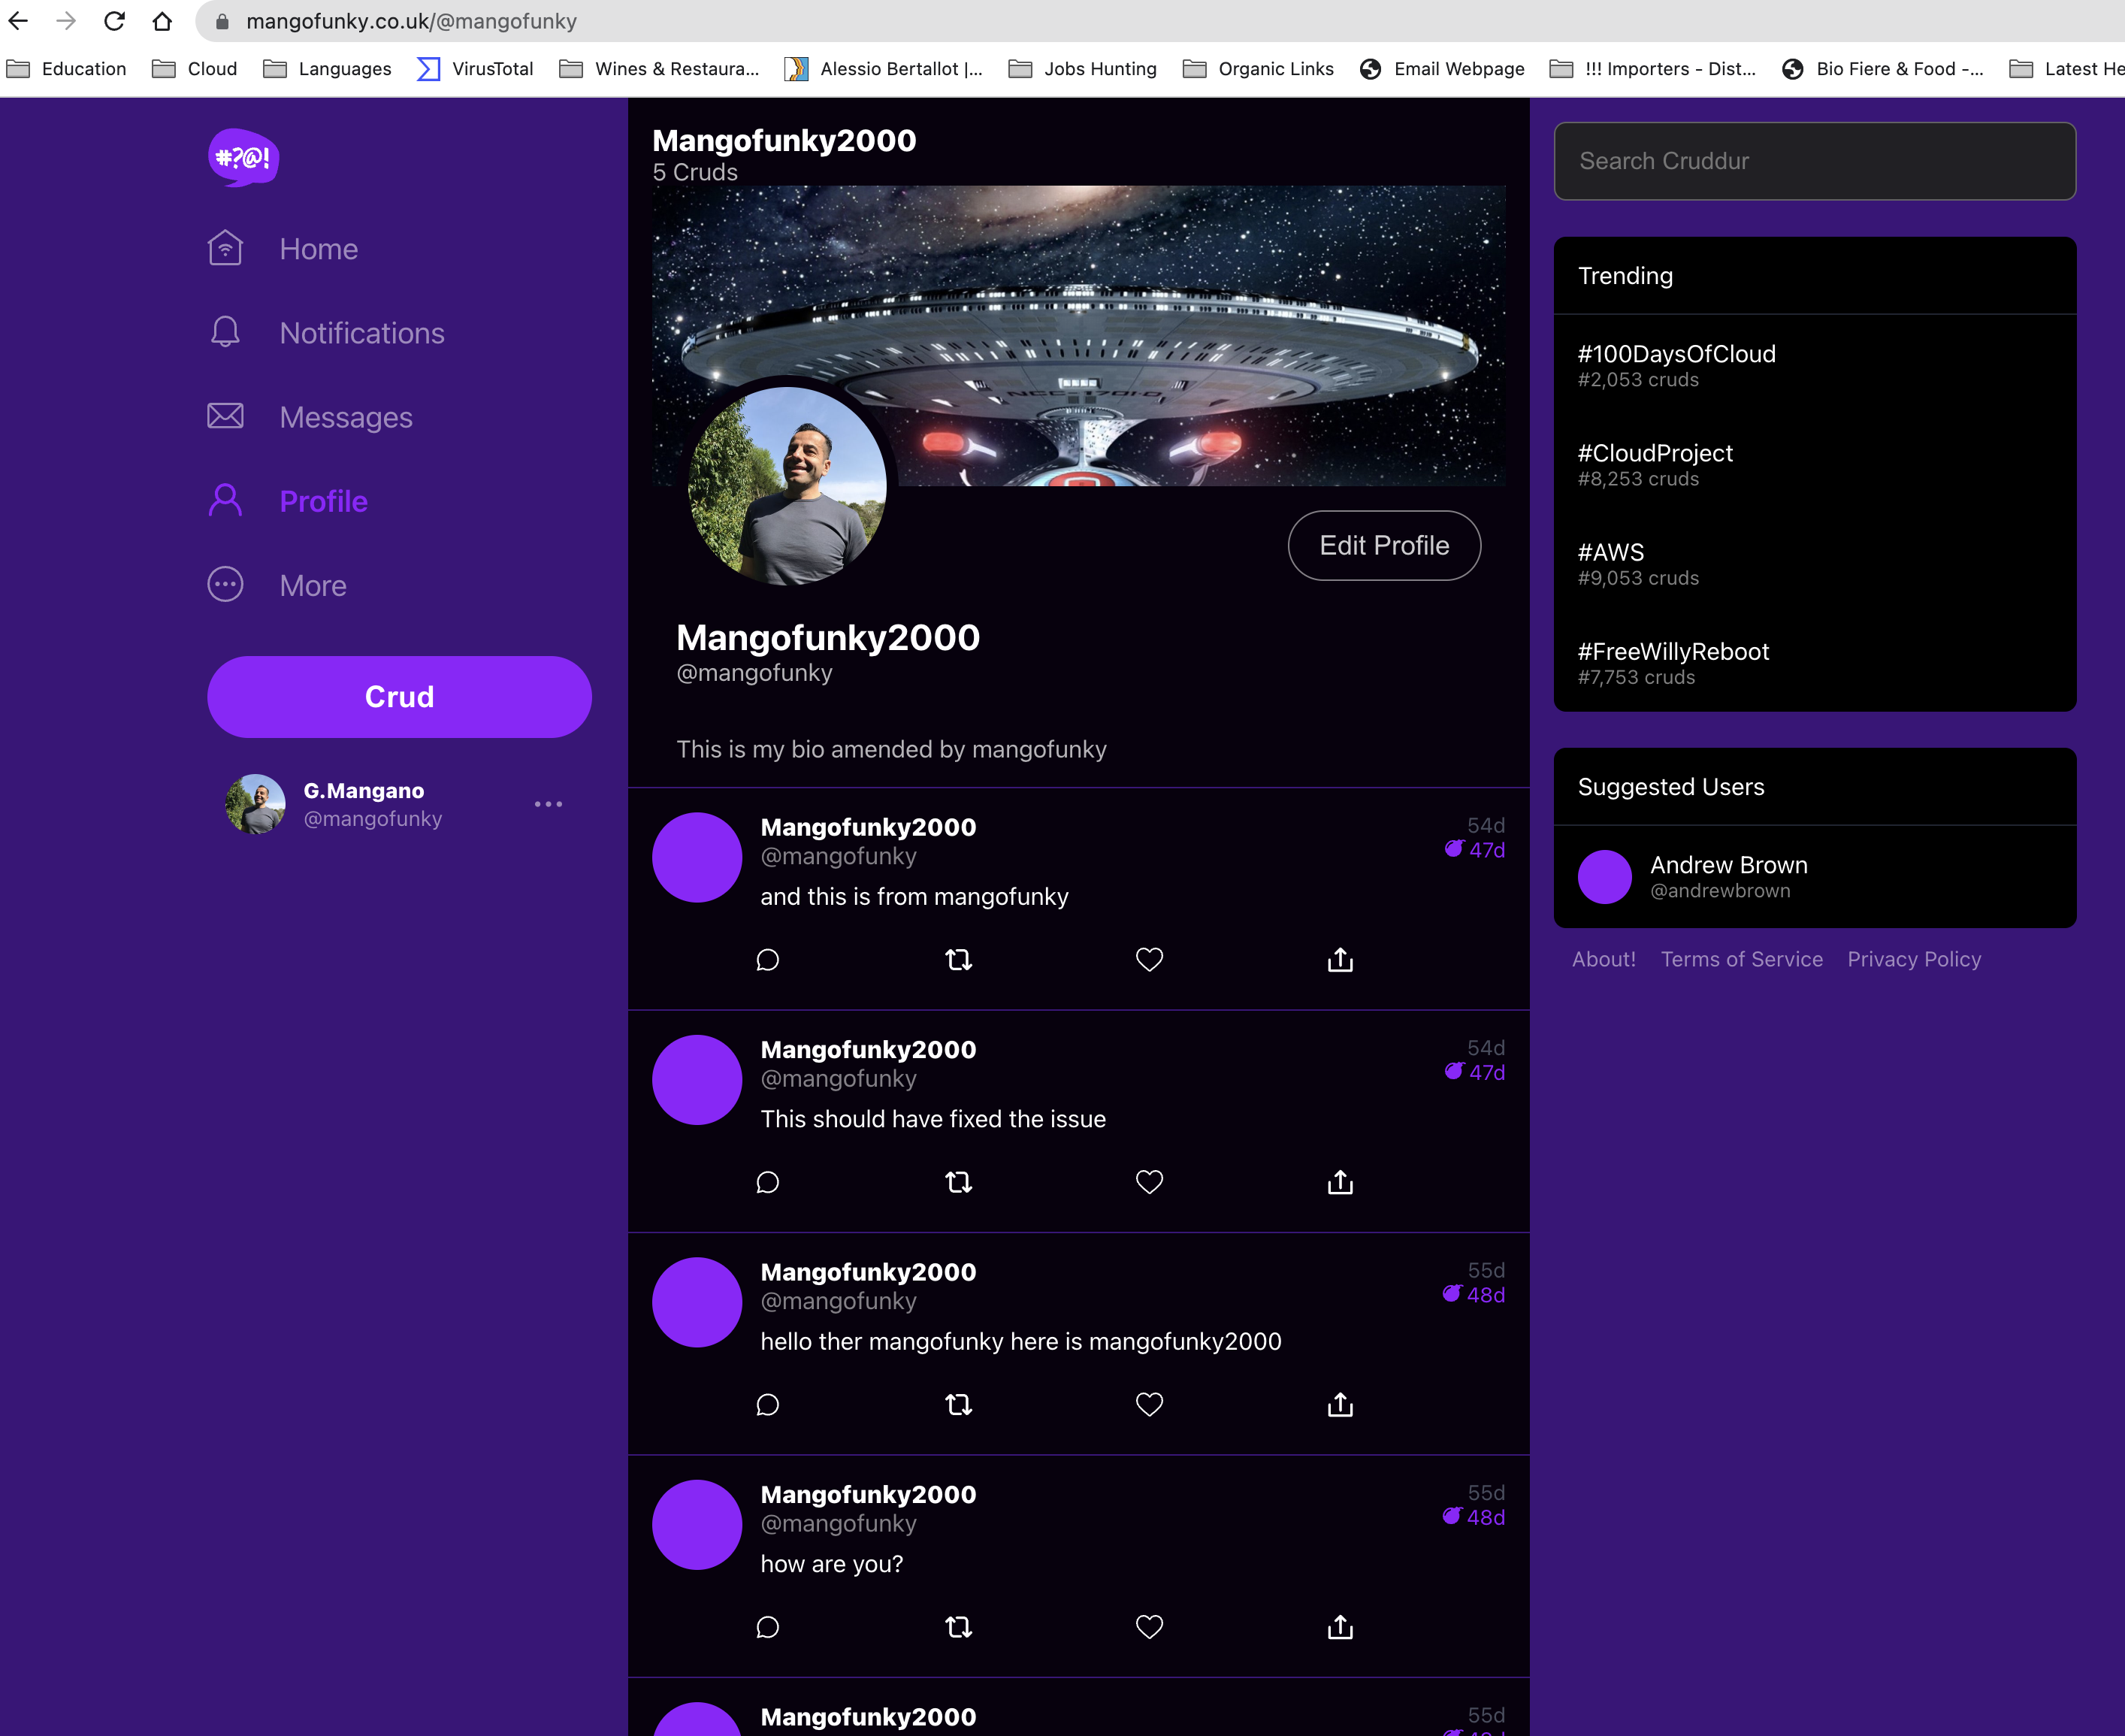 mangofunky.co.uk/@mangofunky
Education Cloud Languages VirusTotal Wines & Restaura... Alessio Bertallot |... Jobs Hunting Organic Links Email Webpage !!! Importers - Dist... Bio Fiere & Food -... Latest He
#?@!
Home
Notifications
Messages
Profile
More
Crud
G.Mangano
@mangofunky
Mangofunky2000
5 Cruds
NCC-1701-D
Edit Profile
Mangofunky2000
@mangofunky
This is my bio amended by mangofunky
Mangofunky2000
54d
@mangofunky
47d
and this is from mangofunky
Mangofunky2000
54d
@mangofunky
47d
This should have fixed the issue
Mangofunky2000
55d
@mangofunky
48d
hello ther mangofunky here is mangofunky2000
Mangofunky2000
55d
@mangofunky
48d
how are you?
Mangofunky2000
55d
Search Cruddur
Trending
#100DaysOfCloud
#2,053 cruds
#CloudProject
#8,253 cruds
#AWS
#9,053 cruds
#FreeWillyReboot
#7,753 cruds
Suggested Users
Andrew Brown
@andrewbrown
About! Terms of Service Privacy Policy